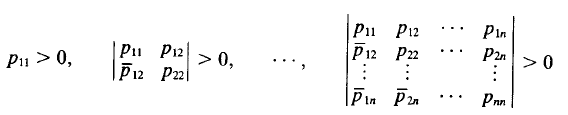 $p_{11} > 0, \quad \begin{vmatrix} p_{11} & p_{12} \\ \bar{p}_{12} & p_{22} \end{vmatrix} > 0, \quad \cdots, \quad \begin{vmatrix} p_{11} & p_{12} & \cdots & p_{1n} \\ \bar{p}_{12} & p_{22} & \cdots & p_{2n} \\ \vdots & \vdots & & \vdots \\ \bar{p}_{1n} & \bar{p}_{2n} & \cdots & p_{nn} \end{vmatrix} > 0$